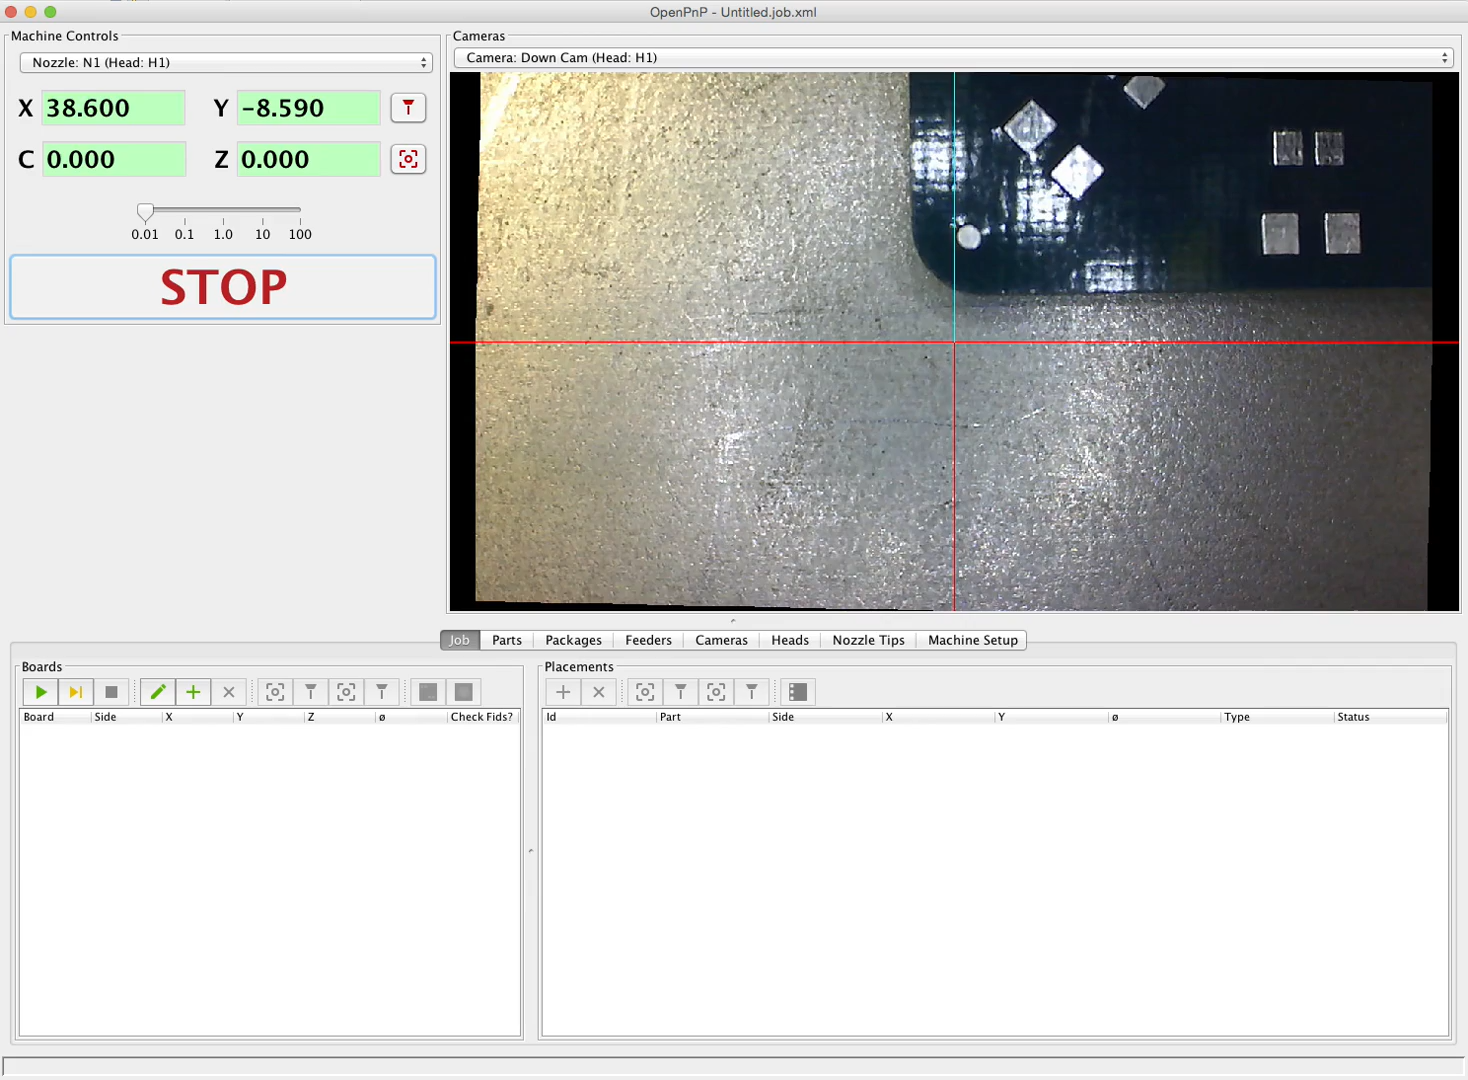 OpenPnP - Untitled.job.xml
Machine Controls
Nozzle: N1 (Head: H1)
X 38.600 Y -8.590
C 0.000 Z 0.000
0.01 0.1 1.0 10 100
STOP
Cameras
Camera: Down Cam (Head: H1)
Job Parts Packages Feeders Cameras Heads Nozzle Tips Machine Setup
Boards
Board Side X Y Z ø Check Fids?
Placements
Id Part Side X Y ø Type Status